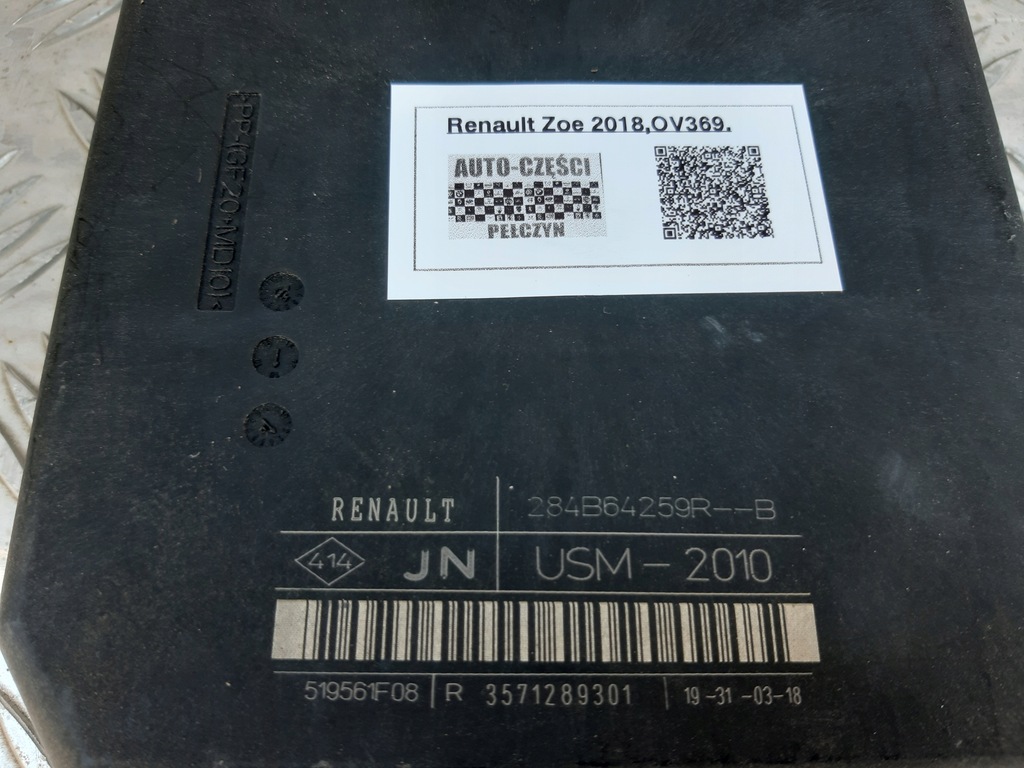 Renault Zoe 2018,OV369.
AUTO-CZĘŚCI
PEŁCZYN
>PP-(GF20+MD10)<
RENAULT 284B64259R--B
414 JN USM-2010
519561F08 R 3571289301 19-31-03-18